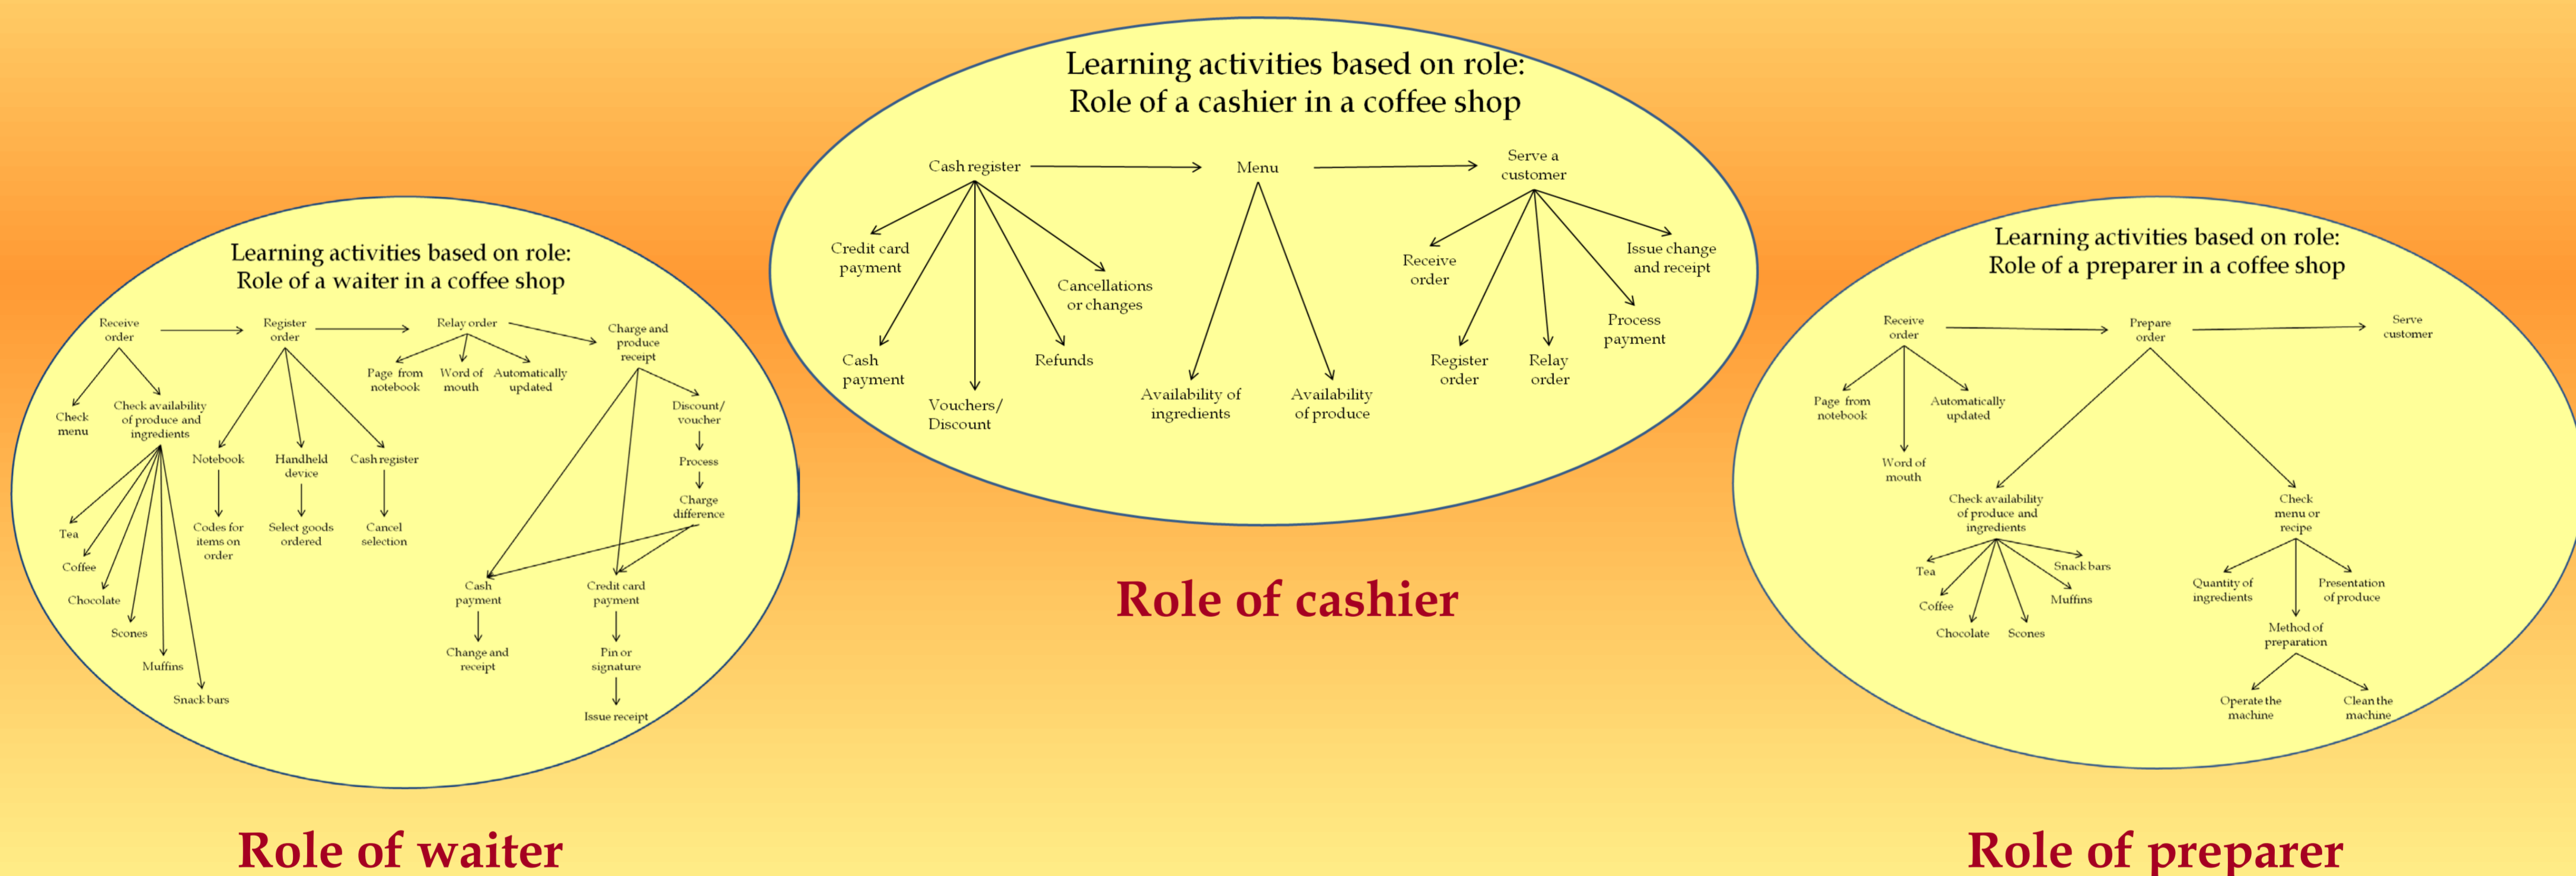 Learning activities based on role:
Role of a waiter in a coffee shop
Receive
order
Register
order
Relay order
Charge and
produce
receipt
Check
menu
Check availability
of produce and
ingredients
Page from
notebook
Word of
mouth
Automatically
updated
Discount/
voucher
Process
Charge
difference
Notebook
Handheld
device
Cash register
Codes for
items on
order
Select goods
ordered
Cancel
selection
Tea
Coffee
Chocolate
Scones
Muffins
Snack bars
Cash
payment
Credit card
payment
Change and
receipt
Pin or
signature
Issue receipt
Role of waiter
Learning activities based on role:
Role of a cashier in a coffee shop
Cash register
Menu
Serve a
customer
Credit card
payment
Cash
payment
Vouchers/
Discount
Refunds
Cancellations
or changes
Availability of
ingredients
Availability
of produce
Receive
order
Register
order
Relay
order
Process
payment
Issue change
and receipt
Role of cashier
Learning activities based on role:
Role of a preparer in a coffee shop
Receive
order
Prepare
order
Serve
customer
Page from
notebook
Word of
mouth
Automatically
updated
Check availability
of produce and
ingredients
Check
menu or
recipe
Tea
Coffee
Chocolate
Scones
Muffins
Snack bars
Quantity of
ingredients
Method of
preparation
Presentation
of produce
Operate the
machine
Clean the
machine
Role of preparer